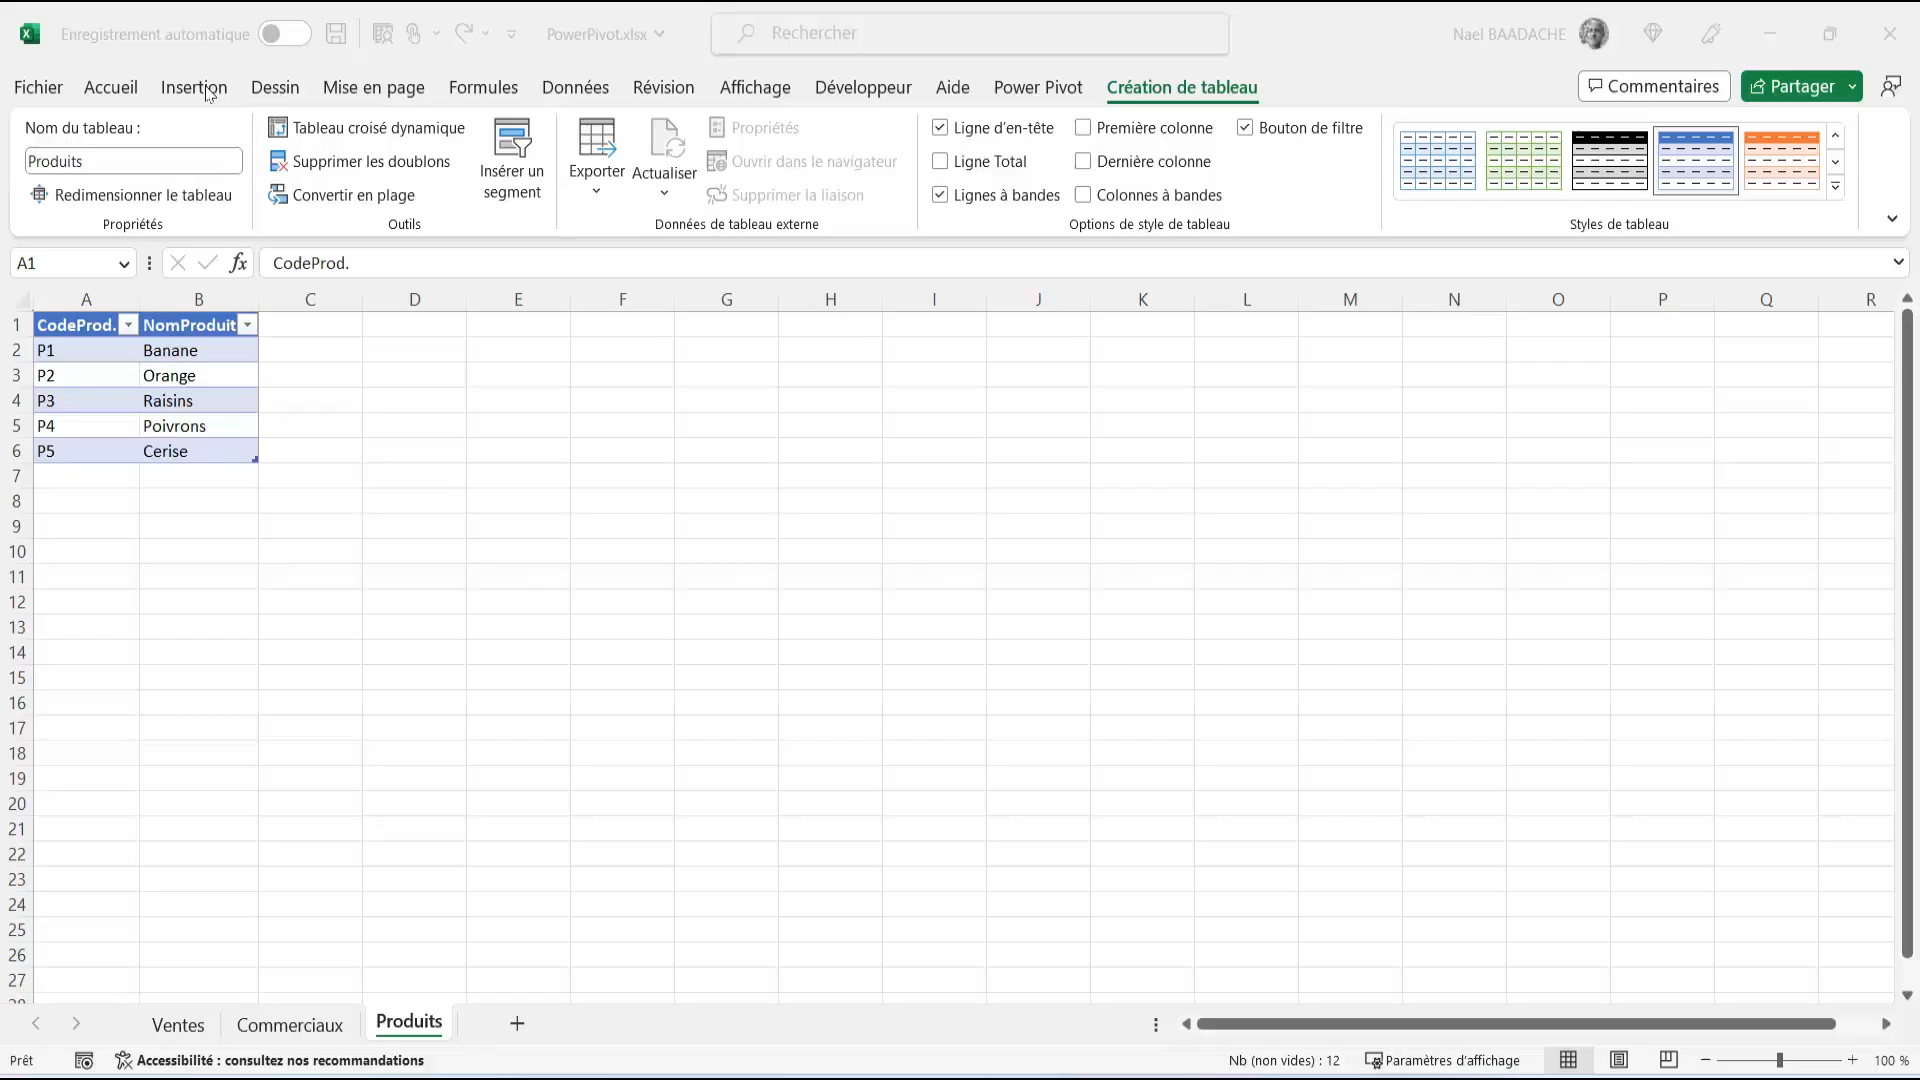 Enregistrement automatique
PowerPivot.xlsx
Rechercher
Nael BAADACHE
Fichier Accueil Insertion Dessin Mise en page Formules Données Révision Affichage Développeur Aide Power Pivot Création de tableau
Commentaires
Partager
Nom du tableau :
Produits
Redimensionner le tableau
Propriétés
Tableau croisé dynamique
Supprimer les doublons
Convertir en plage
Outils
Insérer un
segment
Exporter
Actualiser
Propriétés
Ouvrir dans le navigateur
Supprimer la liaison
Données de tableau externe
Ligne d'en-tête
Ligne Total
Lignes à bandes
Première colonne
Dernière colonne
Colonnes à bandes
Bouton de filtre
Options de style de tableau
Styles de tableau
A1
fx
CodeProd.
A B C D E F G H I J K L M N O P Q R
1 CodeProd. NomProduit
2 P1 Banane
3 P2 Orange
4 P3 Raisins
5 P4 Poivrons
6 P5 Cerise
7
8
9
10
11
12
13
14
15
16
17
18
19
20
21
22
23
24
25
26
27
28
Ventes Commerciaux Produits
Prêt
Accessibilité : consultez nos recommandations
Nb (non vides) : 12
Paramètres d'affichage
100 %